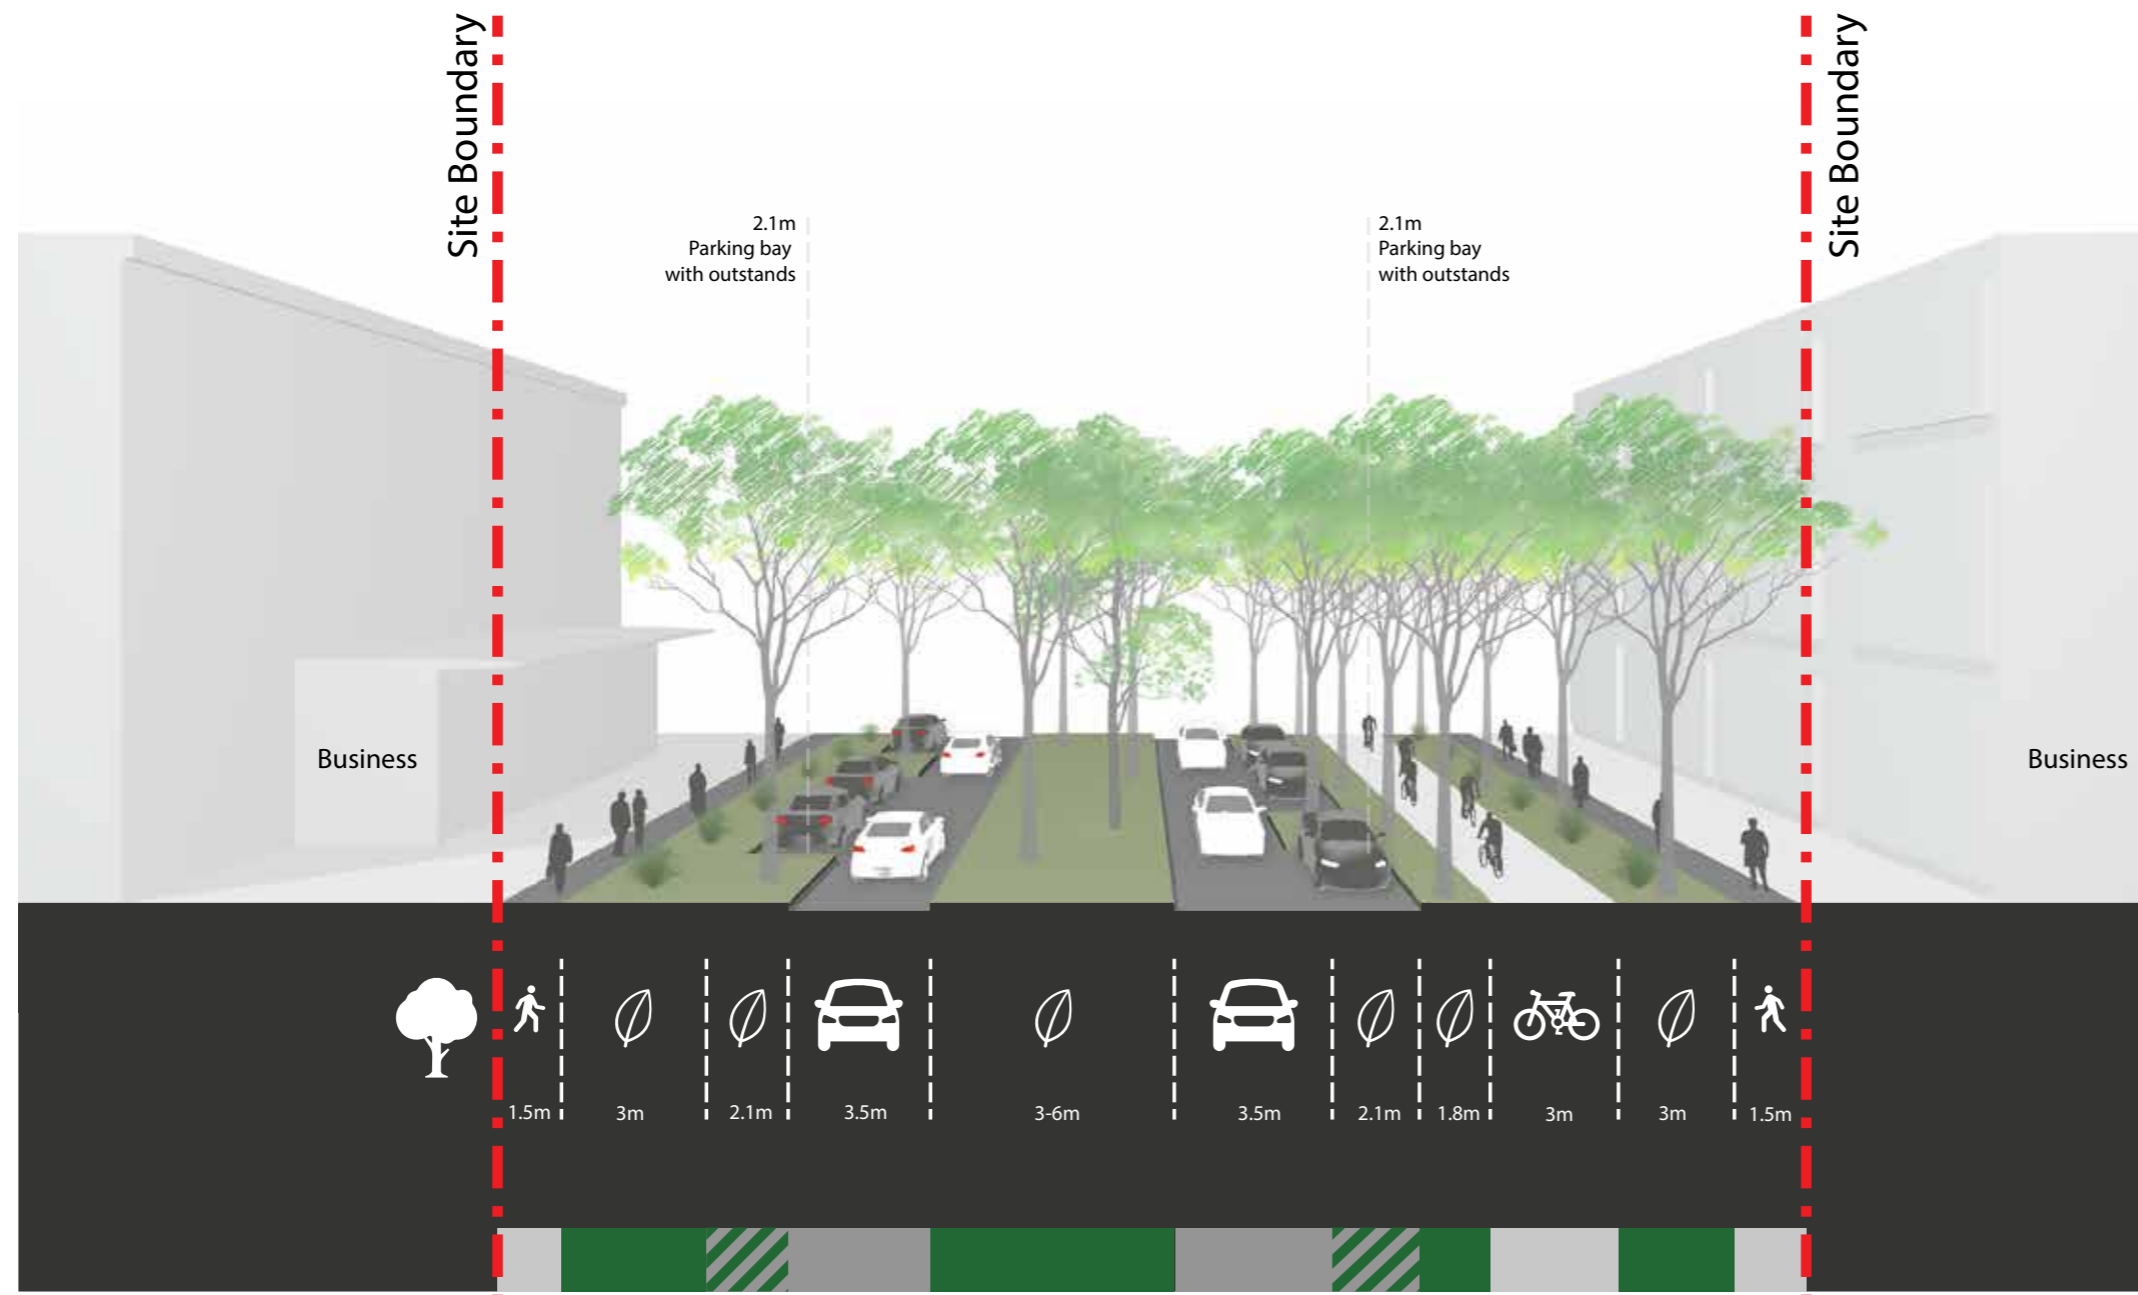 Site Boundary
Site Boundary
2.1m
Parking bay
with outstands
2.1m
Parking bay
with outstands
Business
Business
1.5m
3m
2.1m
3.5m
3-6m
3.5m
2.1m
1.8m
3m
3m
1.5m